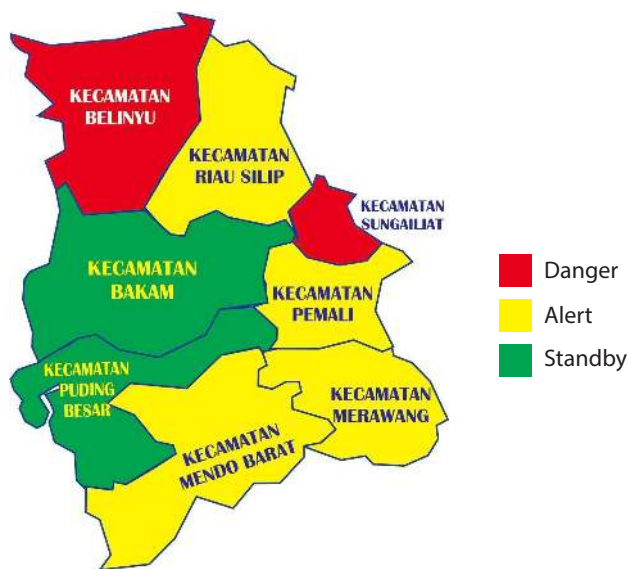 KECAMATAN
BELINYU
KECAMATAN
RIAU SILIP
KECAMATAN
SUNGAILIAT
KECAMATAN
BAKAM
KECAMATAN
PEMALI
KECAMATAN
PUDING
BESAR
KECAMATAN
MERAWANG
KECAMATAN
MENDO BARAT
Danger
Alert
Standby